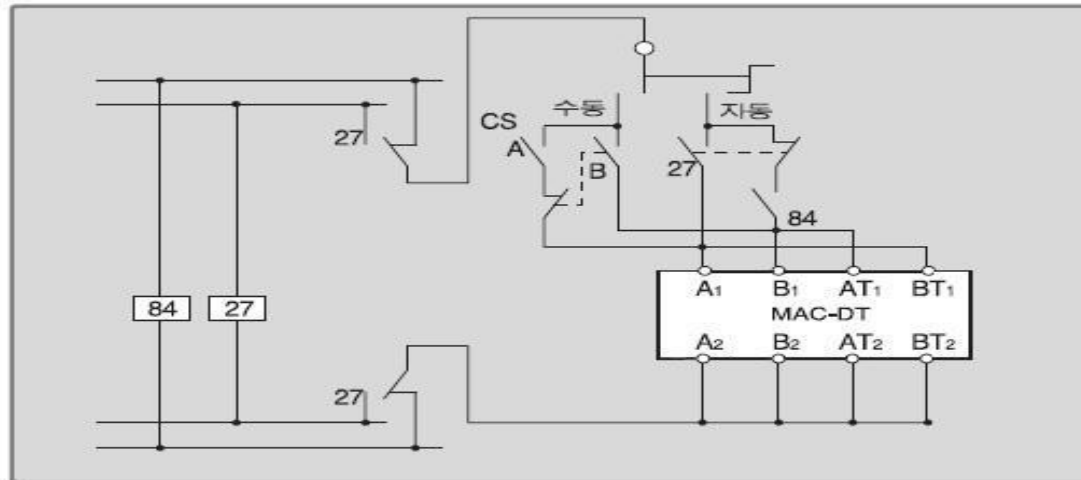 수동
자동
CS
27
A
B
27
84
84
27
A1 B1 AT1 BT1
MAC-DT
A2 B2 AT2 BT2
27